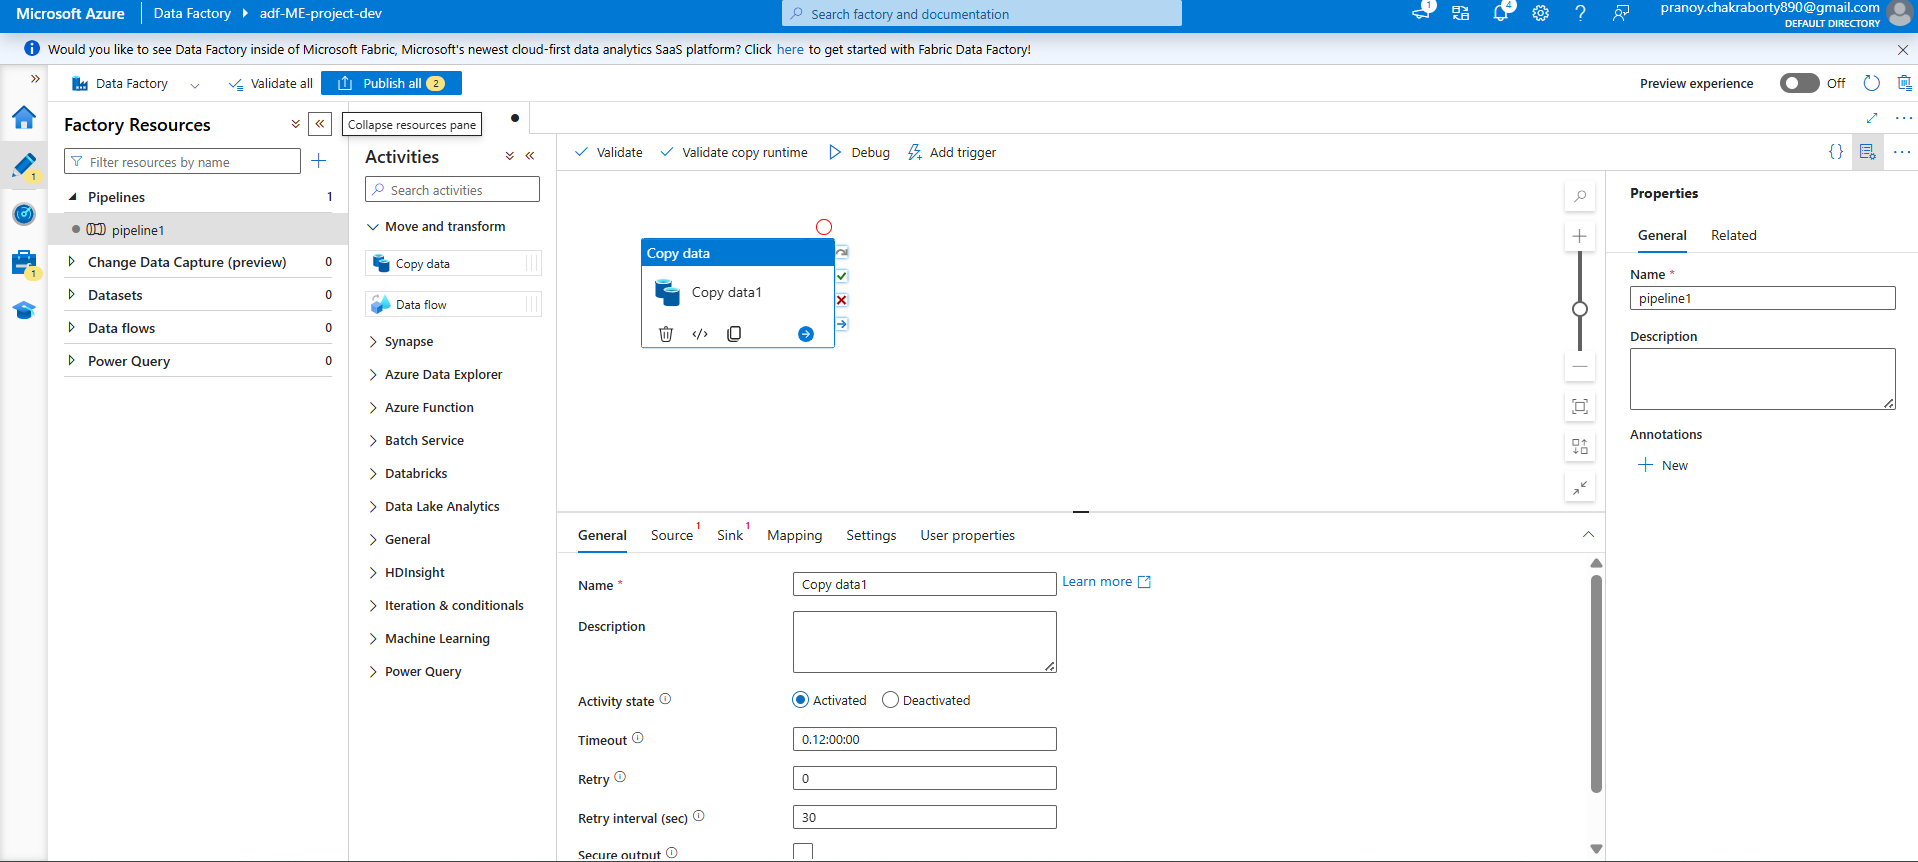 Microsoft Azure Data Factory adf-ME-project-dev Search factory and documentation 1 4 pranoy.chakraborty890@gmail.com
DEFAULT DIRECTORY
Would you like to see Data Factory inside of Microsoft Fabric, Microsoft's newest cloud-first data analytics SaaS platform? Click here to get started with Fabric Data Factory!
Data Factory Validate all Publish all 2 Preview experience Off
Factory Resources
Collapse resources pane
Filter resources by name
1
Pipelines 1
pipeline1
Change Data Capture (preview) 0
1
Datasets 0
Data flows 0
Power Query 0
Activities
Search activities
Move and transform
Copy data
Data flow
Synapse
Azure Data Explorer
Azure Function
Batch Service
Databricks
Data Lake Analytics
General
HDInsight
Iteration & conditionals
Machine Learning
Power Query
Validate Validate copy runtime Debug Add trigger
Copy data
Copy data1
General Source 1 Sink 1 Mapping Settings User properties
Name * Copy data1 Learn more
Description
Activity state Activated Deactivated
Timeout 0.12:00:00
Retry 0
Retry interval (sec) 30
Secure output
Properties
General Related
Name *
pipeline1
Description
Annotations
New